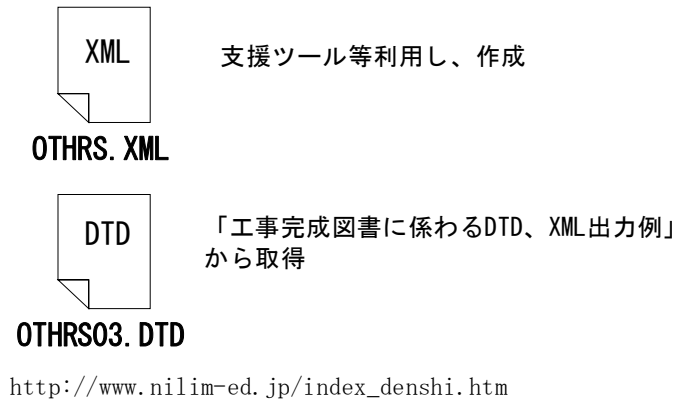 XML
支援ツール等利用し、作成
OTHRS.XML
DTD
「工事完成図書に係わるDTD、XML出力例」
から取得
OTHRS03.DTD
http://www.nilim-ed.jp/index_denshi.htm